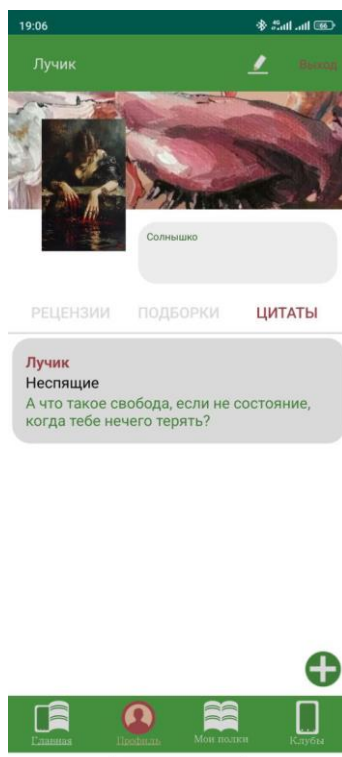 19:06
66
Лучик
Выход
Солнышко
РЕЦЕНЗИИ ПОДБОРКИ ЦИТАТЫ
Лучик
Неспящие
А что такое свобода, если не состояние,
когда тебе нечего терять?
Главная Профиль Мои полки Клубы